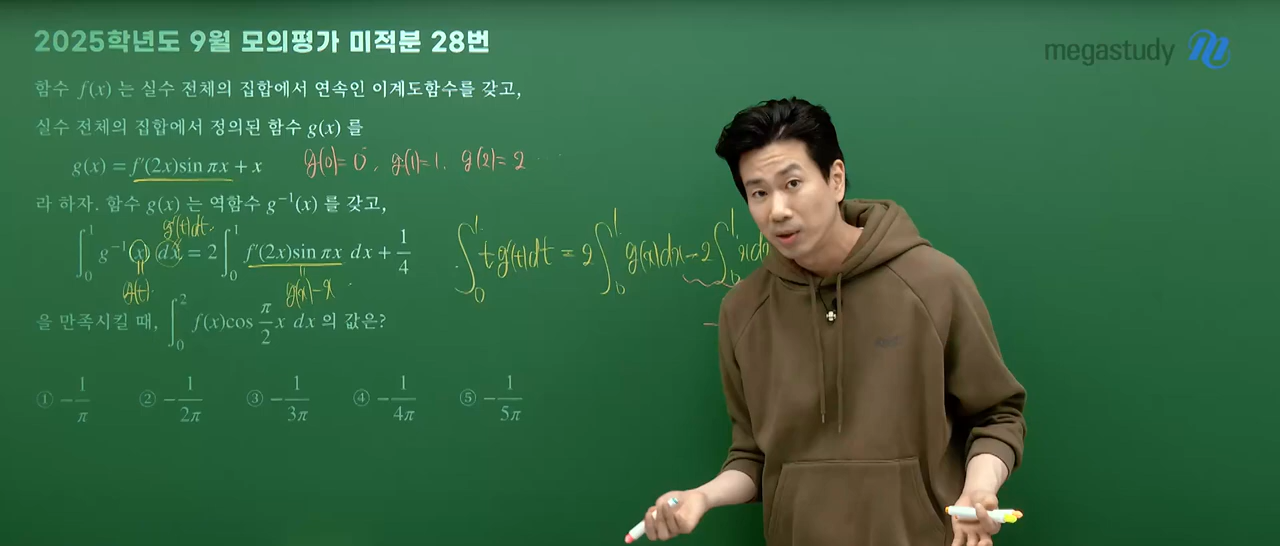 2025학년도 9월 모의평가 미적분 28번
megastudy
함수 f(x) 는 실수 전체의 집합에서 연속인 이계도함수를 갖고,
실수 전체의 집합에서 정의된 함수 g(x) 를
g(x) = f′(2x)sin πx + x g(0)=0, g(1)=1, g(2)=2 ...
라 하자. 함수 g(x) 는 역함수 g⁻¹(x) 를 갖고,
g'(t)dt.
∫₀¹ g⁻¹(x) dx = 2∫₀¹ f′(2x)sin πx dx + 1/4
∫₀¹ t g'(t)dt = 2∫₀¹ g(x)dx - 2∫₀¹ x
g(t). g(x) - x
을 만족시킬 때, ∫₀² f(x)cos π/2 x dx 의 값은?
① -1/π ② -1/2π ③ -1/3π ④ -1/4π ⑤ -1/5π